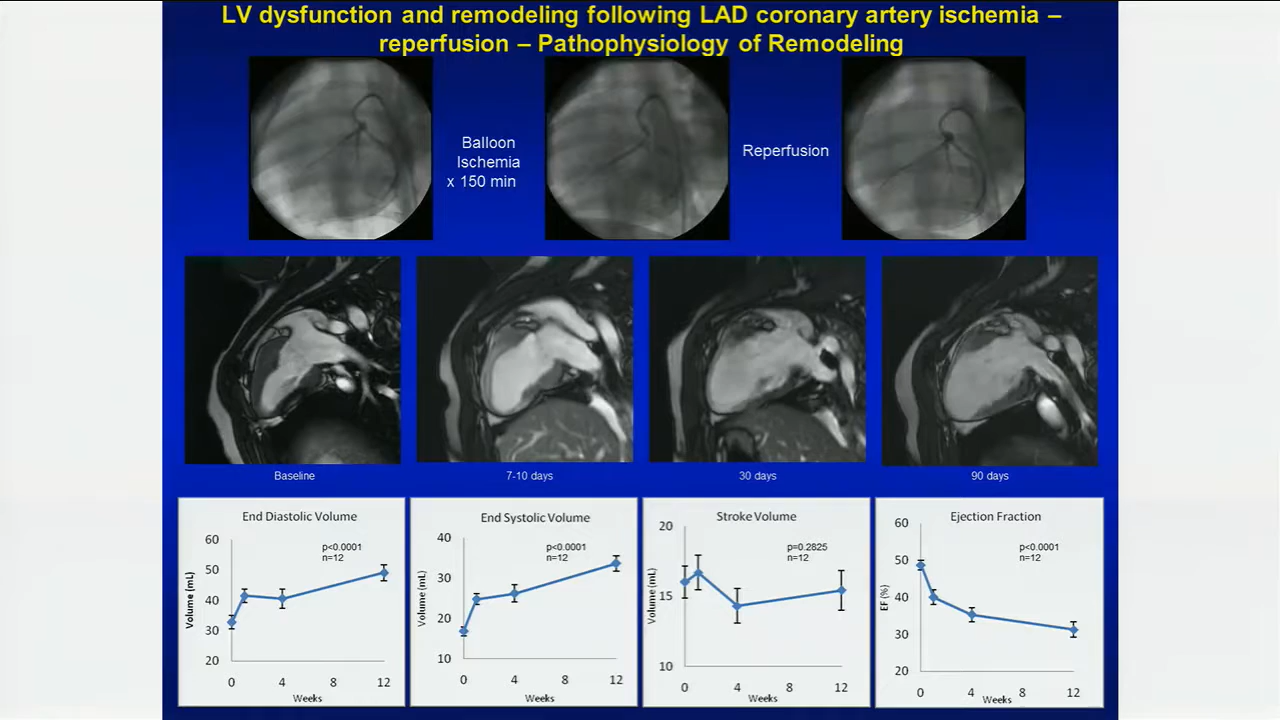 LV dysfunction and remodeling following LAD coronary artery ischemia –
reperfusion – Pathophysiology of Remodeling
Balloon
Ischemia
x 150 min
Reperfusion
Baseline
7-10 days
30 days
90 days
End Diastolic Volume
p<0.0001
n=12
Volume (mL)
60
50
40
30
20
0
4
8
12
Weeks
End Systolic Volume
p<0.0001
n=12
Volume (mL)
40
30
20
10
0
4
8
12
Weeks
Stroke Volume
p=0.2825
n=12
Volume (mL)
20
15
10
0
4
8
12
Weeks
Ejection Fraction
p<0.0001
n=12
EF (%)
60
50
40
30
20
0
4
8
12
Weeks